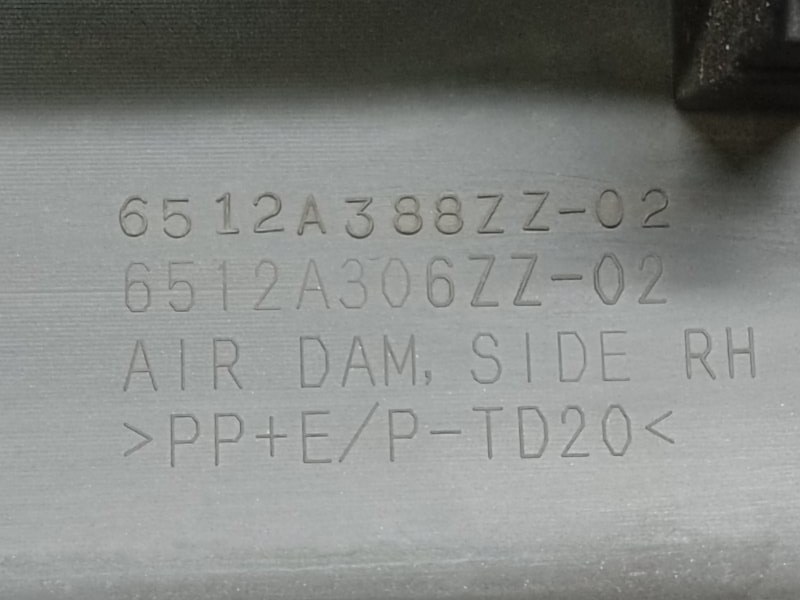 6512A388ZZ-02
6512A306ZZ-02
AIR DAM, SIDE RH
>PP+E/P-TD20<